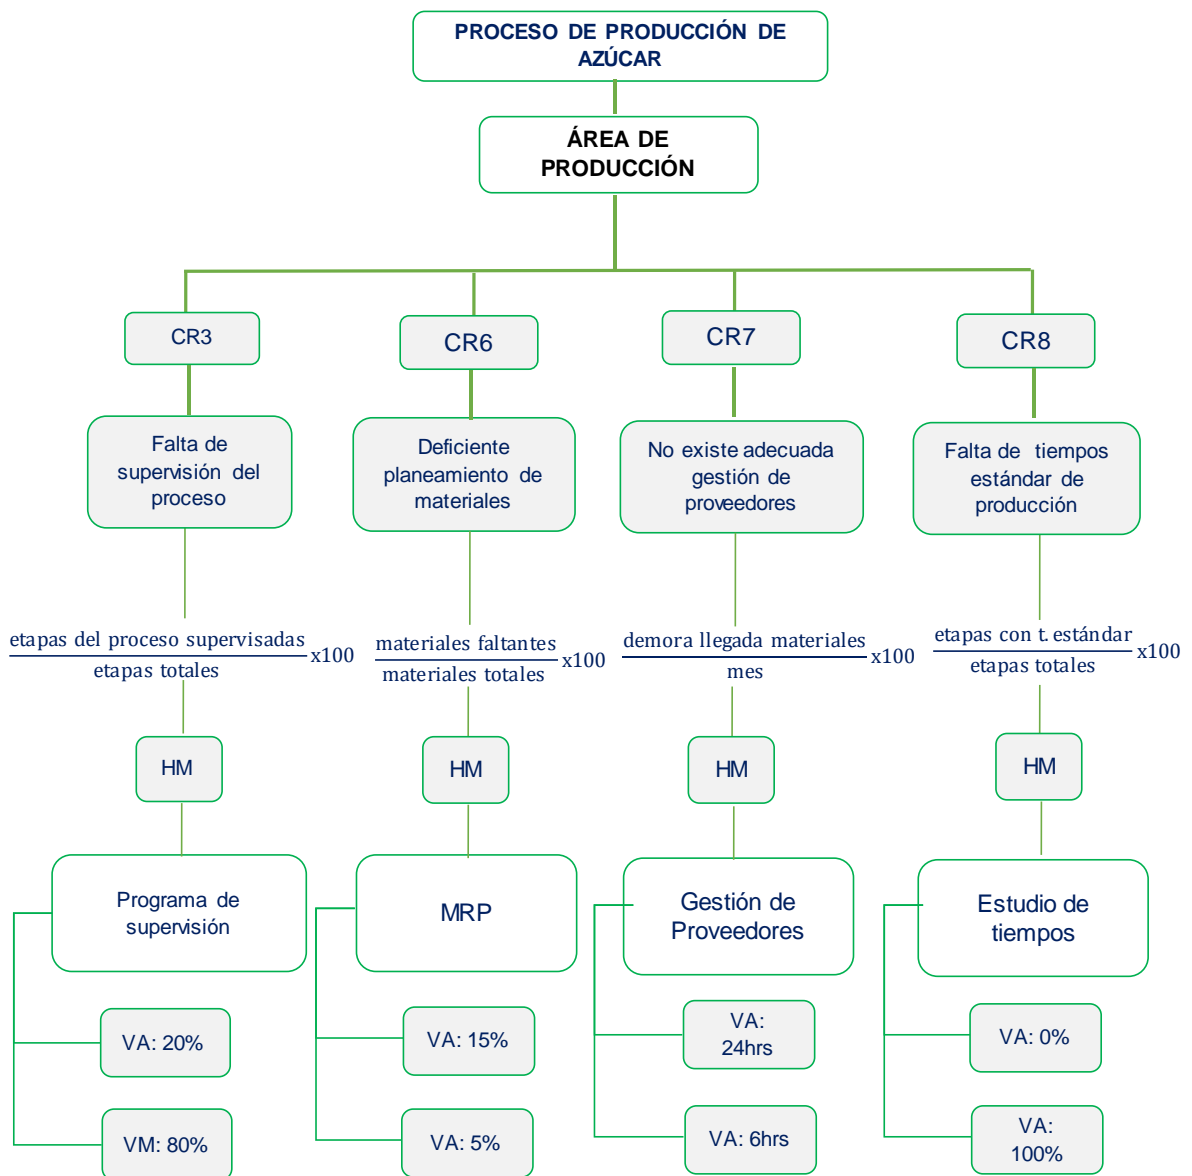 PROCESO DE PRODUCCIÓN DE
AZÚCAR
ÁREA DE
PRODUCCIÓN
CR3
CR6
CR7
CR8
Falta de
supervisión del
proceso
Deficiente
planeamiento de
materiales
No existe adecuada
gestión de
proveedores
Falta de tiempos
estándar de
producción
etapas del proceso supervisadas
etapas totales
x100
materiales faltantes
materiales totales
x100
demora llegada materiales
mes
x100
etapas con t. estándar
etapas totales
x100
HM
HM
HM
HM
Programa de
supervisión
MRP
Gestión de
Proveedores
Estudio de
tiempos
VA: 20%
VA: 15%
VA:
24hrs
VA: 0%
VM: 80%
VA: 5%
VA: 6hrs
VA:
100%